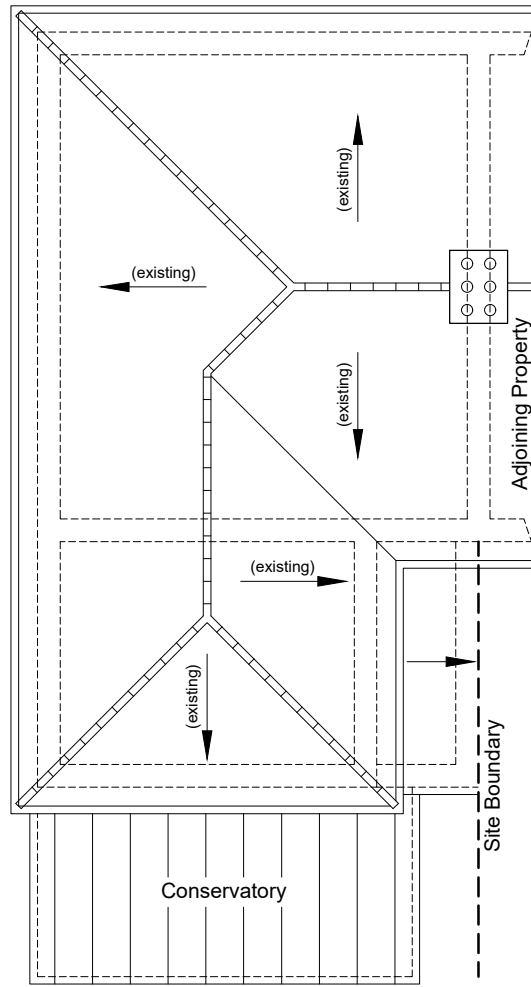 (existing)
(existing)
(existing)
Adjoining Property
(existing)
(existing)
Site Boundary
Conservatory